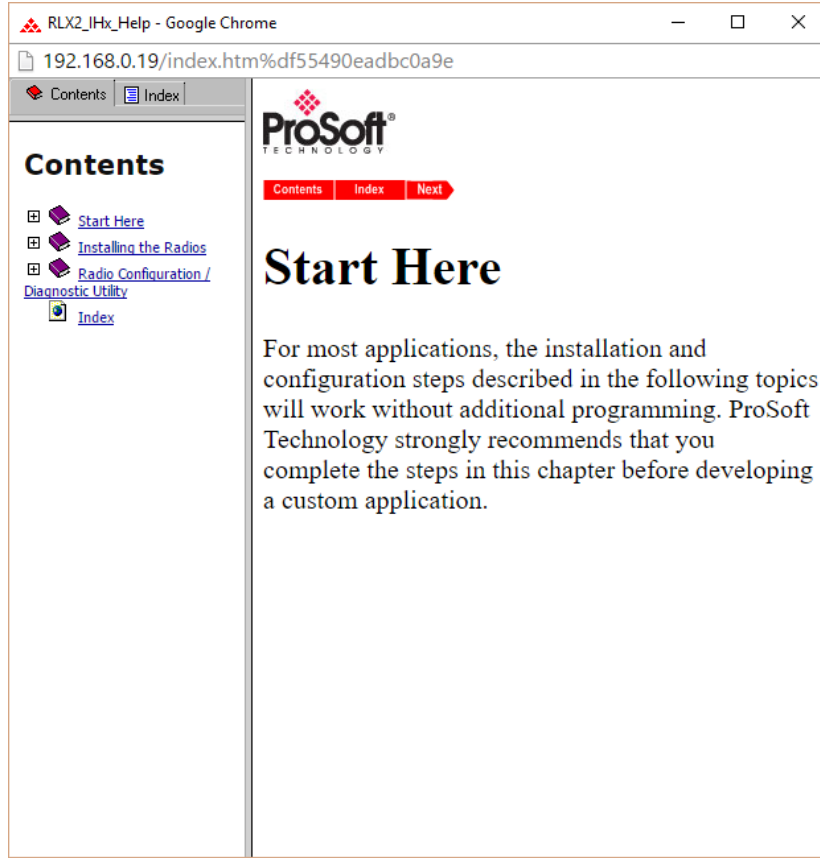 RLX2_IHx_Help - Google Chrome
192.168.0.19/index.htm%df55490eadbc0a9e
Contents Index
Contents
Start Here
Installing the Radios
Radio Configuration /
Diagnostic Utility
Index
ProSoft®
TECHNOLOGY
Contents Index Next
Start Here
For most applications, the installation and
configuration steps described in the following topics
will work without additional programming. ProSoft
Technology strongly recommends that you
complete the steps in this chapter before developing
a custom application.